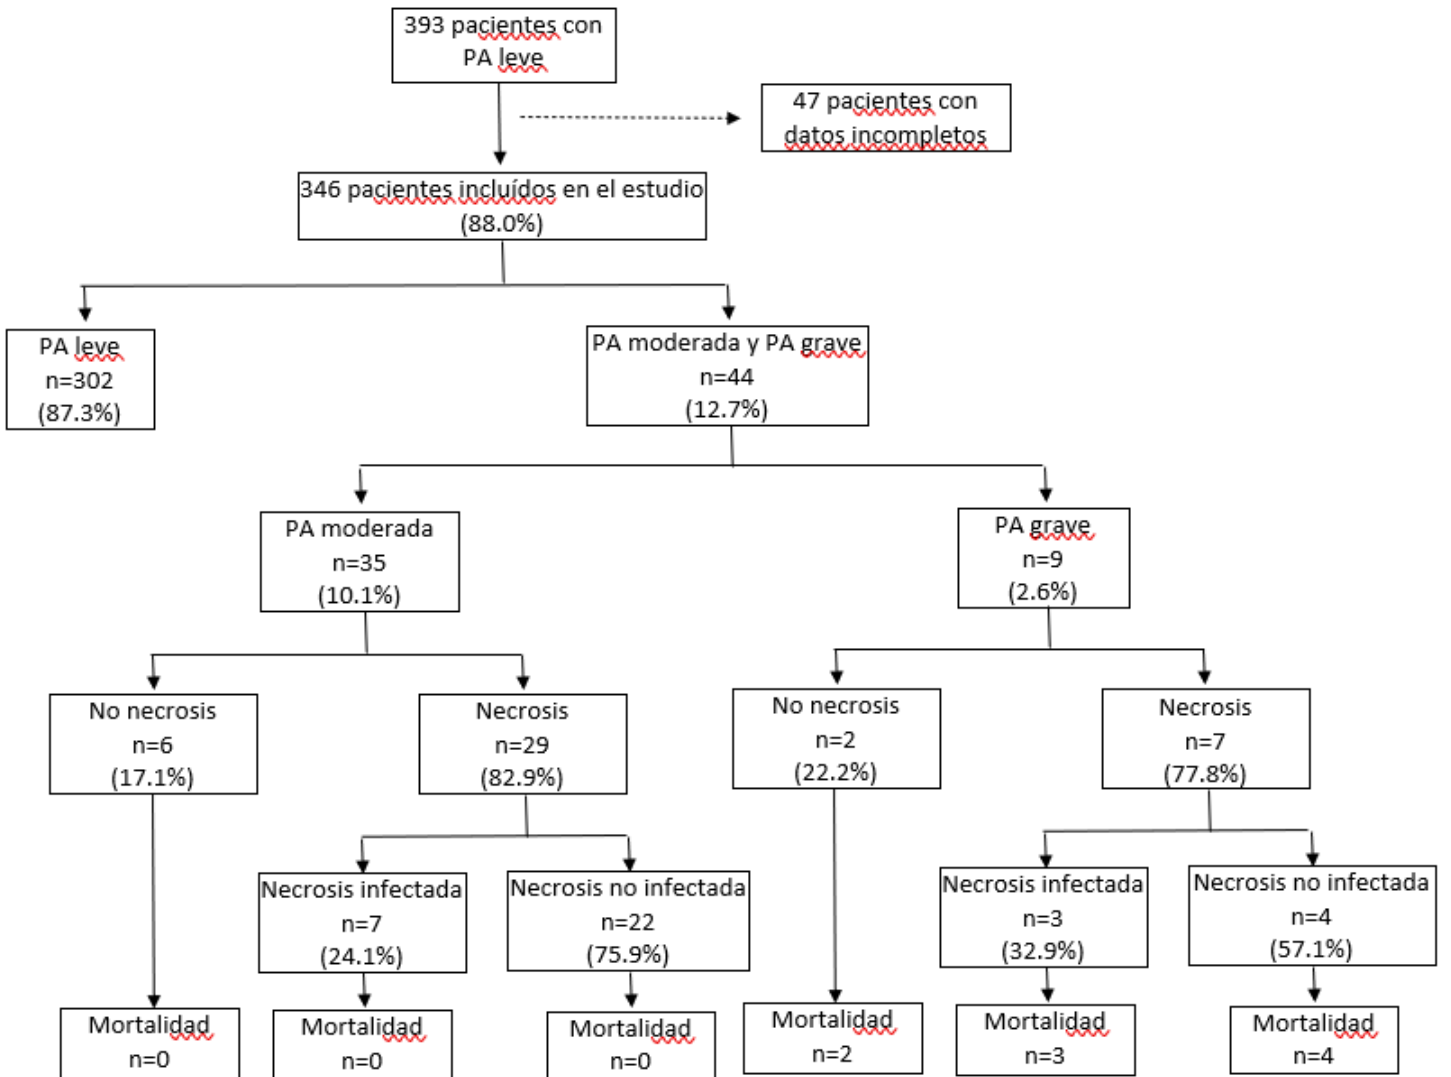 393 pacientes con
PA leve
47 pacientes con
datos incompletos
346 pacientes incluídos en el estudio
(88.0%)
PA leve
n=302
(87.3%)
PA moderada y PA grave
n=44
(12.7%)
PA moderada
n=35
(10.1%)
PA grave
n=9
(2.6%)
No necrosis
n=6
(17.1%)
Necrosis
n=29
(82.9%)
No necrosis
n=2
(22.2%)
Necrosis
n=7
(77.8%)
Necrosis infectada
n=7
(24.1%)
Necrosis no infectada
n=22
(75.9%)
Necrosis infectada
n=3
(32.9%)
Necrosis no infectada
n=4
(57.1%)
Mortalidad
n=0
Mortalidad
n=0
Mortalidad
n=0
Mortalidad
n=2
Mortalidad
n=3
Mortalidad
n=4